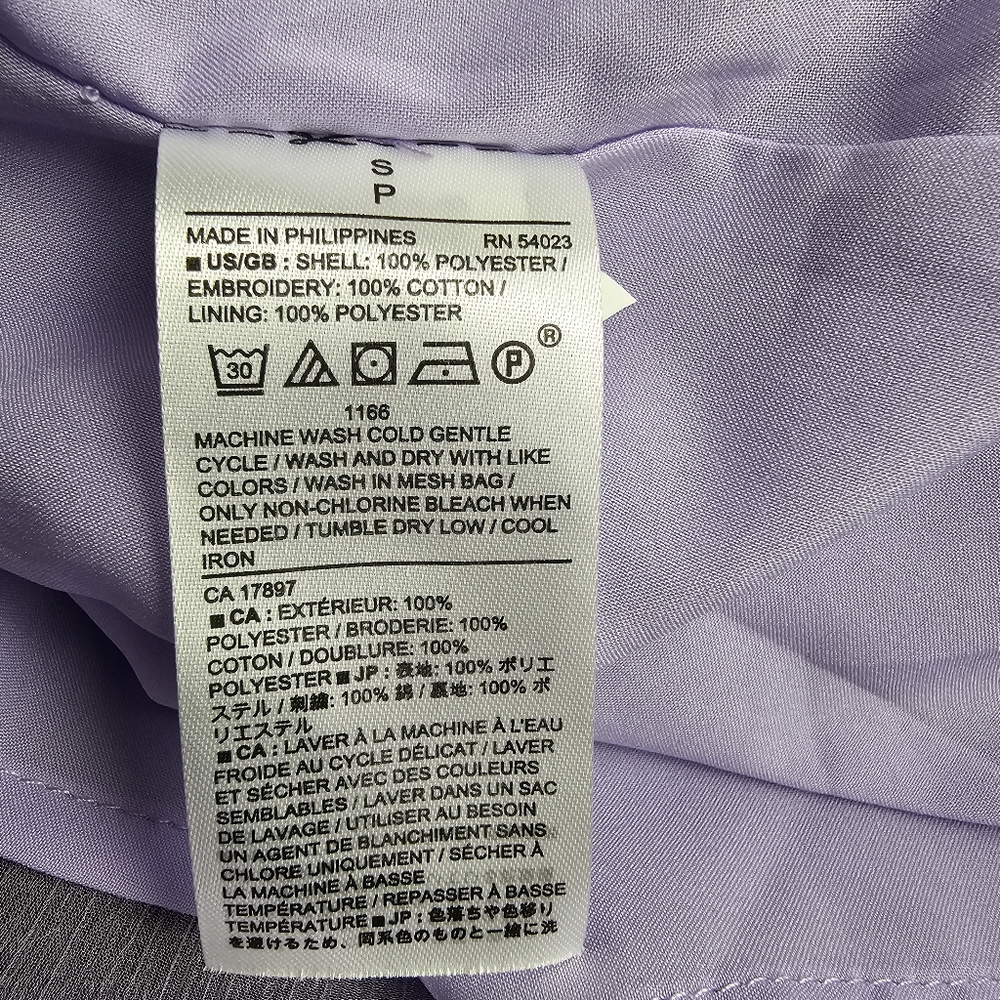 S
P
MADE IN PHILIPPINES RN 54023
■ US/GB : SHELL: 100% POLYESTER /
EMBROIDERY: 100% COTTON /
LINING: 100% POLYESTER
30 P ®
1166
MACHINE WASH COLD GENTLE
CYCLE / WASH AND DRY WITH LIKE
COLORS / WASH IN MESH BAG /
ONLY NON-CHLORINE BLEACH WHEN
NEEDED / TUMBLE DRY LOW / COOL
IRON
CA 17897
■ CA : EXTÉRIEUR: 100%
POLYESTER / BRODERIE: 100%
COTON / DOUBLURE: 100%
POLYESTER ■ JP : 表地: 100% ポリエ
ステル / 刺繍: 100% 綿 / 裏地: 100% ポ
リエステル
■ CA : LAVER À LA MACHINE À L'EAU
FROIDE AU CYCLE DÉLICAT / LAVER
ET SÉCHER AVEC DES COULEURS
SEMBLABLES / LAVER DANS UN SAC
DE LAVAGE / UTILISER AU BESOIN
UN AGENT DE BLANCHIMENT SANS
CHLORE UNIQUEMENT / SÉCHER À
LA MACHINE À BASSE
TEMPÉRATURE / REPASSER À BASSE
TEMPÉRATURE ■ JP : 色落ちや色移り
を避けるため、同系色のものと一緒に洗